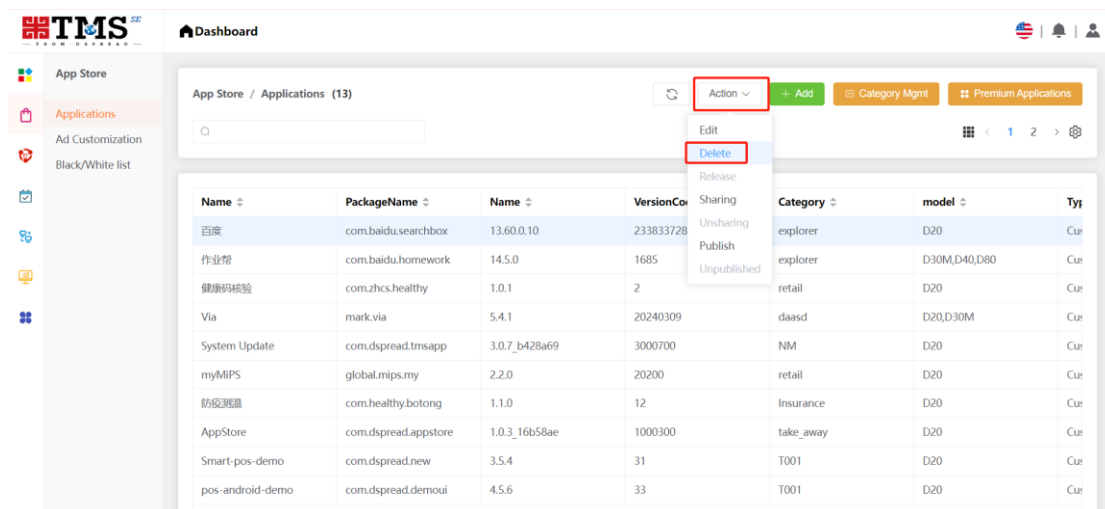 TMS SE
FROM·DSPREAD
Dashboard
App Store
Applications
Ad Customization
Black/White list
App Store / Applications (13)
Action
+ Add
Category Mgmt
Premium Applications
1 2
Edit
Delete
Release
Sharing
Unsharing
Publish
Unpublished
Name PackageName Name VersionCo Category model Typ
百度 com.baidu.searchbox 13.60.0.10 233833728 explorer D20 Cus
作业帮 com.baidu.homework 14.5.0 1685 explorer D30M,D40,D80 Cus
健康码核验 com.zhcs.healthy 1.0.1 2 retail D20 Cus
Via mark.via 5.4.1 20240309 daasd D20,D30M Cus
System Update com.dspread.tmsapp 3.0.7_b428a69 3000700 NM D20 Cus
myMiPS global.mips.my 2.2.0 20200 retail D20 Cus
防疫测温 com.healthy.botong 1.1.0 12 Insurance D20 Cus
AppStore com.dspread.appstore 1.0.3_16b58ae 1000300 take_away D20 Cus
Smart-pos-demo com.dspread.new 3.5.4 31 T001 D20 Cus
pos-android-demo com.dspread.demoui 4.5.6 33 T001 D20 Cus